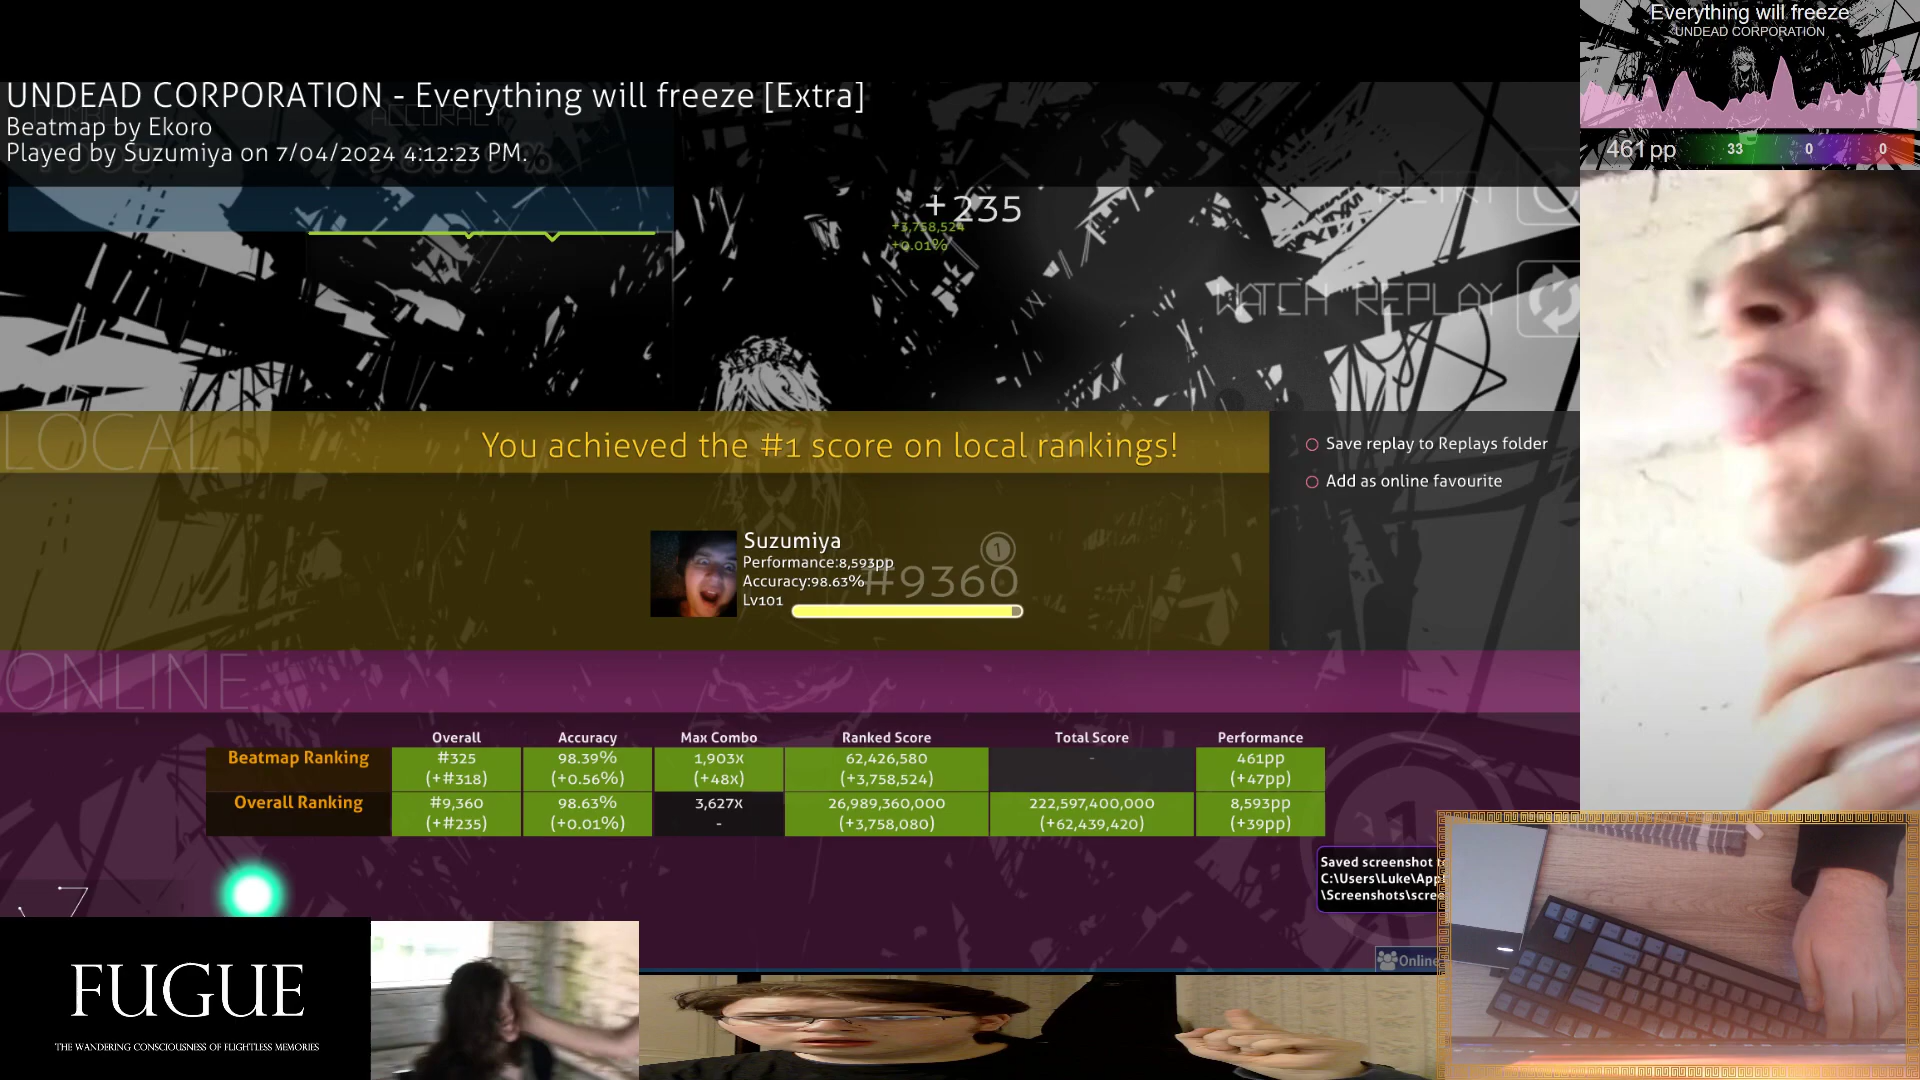 UNDEAD CORPORATION - Everything will freeze [Extra]
Beatmap by Ekoro
Played by Suzumiya on 7/04/2024 4:12:23 PM.
Everything will freeze
UNDEAD CORPORATION
461pp
33
0
0
+235
+3,758,524
+0.01%
RETRY
WATCH REPLAY
LOCAL
You achieved the #1 score on local rankings!
Save replay to Replays folder
Add as online favourite
Suzumiya
Performance:8,593pp
Accuracy:98.63%
Lv101
#9360
1
ONLINE
Overall Accuracy Max Combo Ranked Score Total Score Performance
Beatmap Ranking #325 98.39% 1,903x 62,426,580 - 461pp
(+#318) (+0.56%) (+48x) (+3,758,524) (+47pp)
Overall Ranking #9,360 98.63% 3,627x 26,989,360,000 222,597,400,000 8,593pp
(+#235) (+0.01%) - (+3,758,080) (+62,439,420) (+39pp)
Saved screenshot
C:\Users\Luke\App
\Screenshots\scree
Online
FUGUE
THE WANDERING CONSCIOUSNESS OF FLIGHTLESS MEMORIES